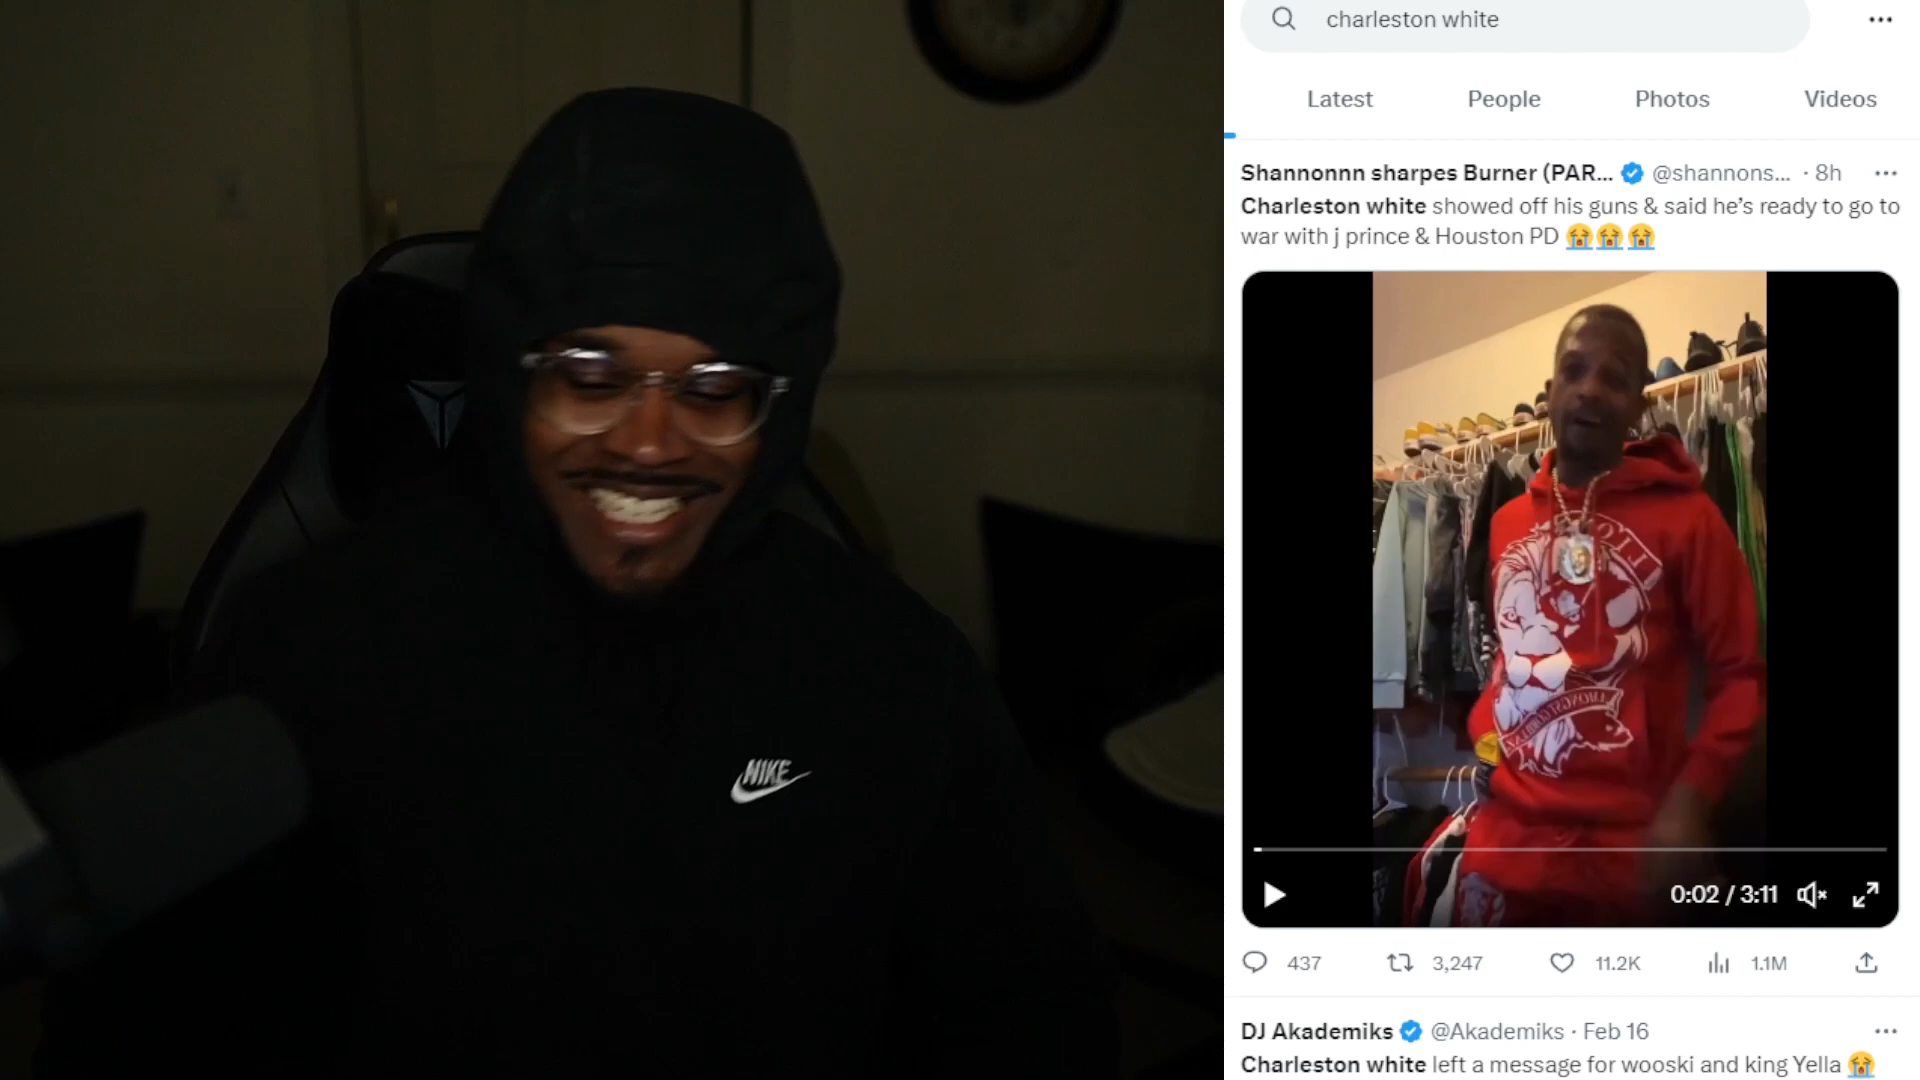 charleston white
Latest People Photos Videos
Shannonnn sharpes Burner (PAR... @shannons... · 8h
Charleston white showed off his guns & said he's ready to go to
war with j prince & Houston PD 😭😭😭
NIKE
0:02 / 3:11
437 3,247 11.2K 1.1M
DJ Akademiks @Akademiks · Feb 16
Charleston white left a message for wooski and king Yella 😭